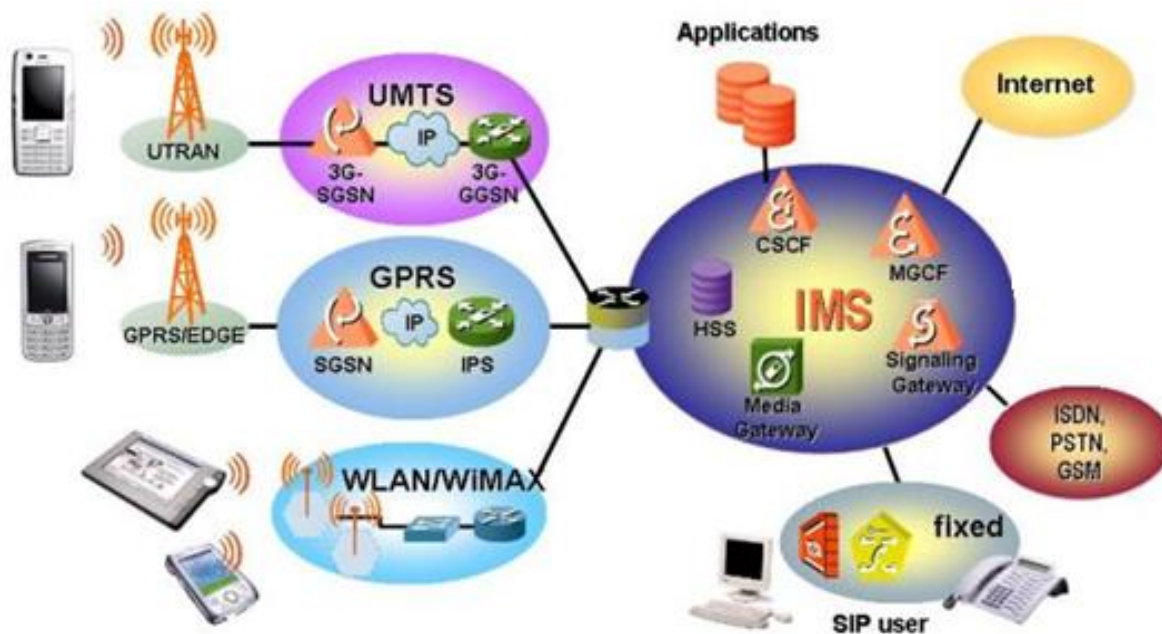 Applications
Internet
UMTS
IP
UTRAN
3G-
SGSN
3G-
GGSN
CSCF
MGCF
GPRS
IP
GPRS/EDGE
SGSN
IPS
HSS
IMS
Signaling
Gateway
Media
Gateway
ISDN,
PSTN,
GSM
WLAN/WiMAX
fixed
SIP user